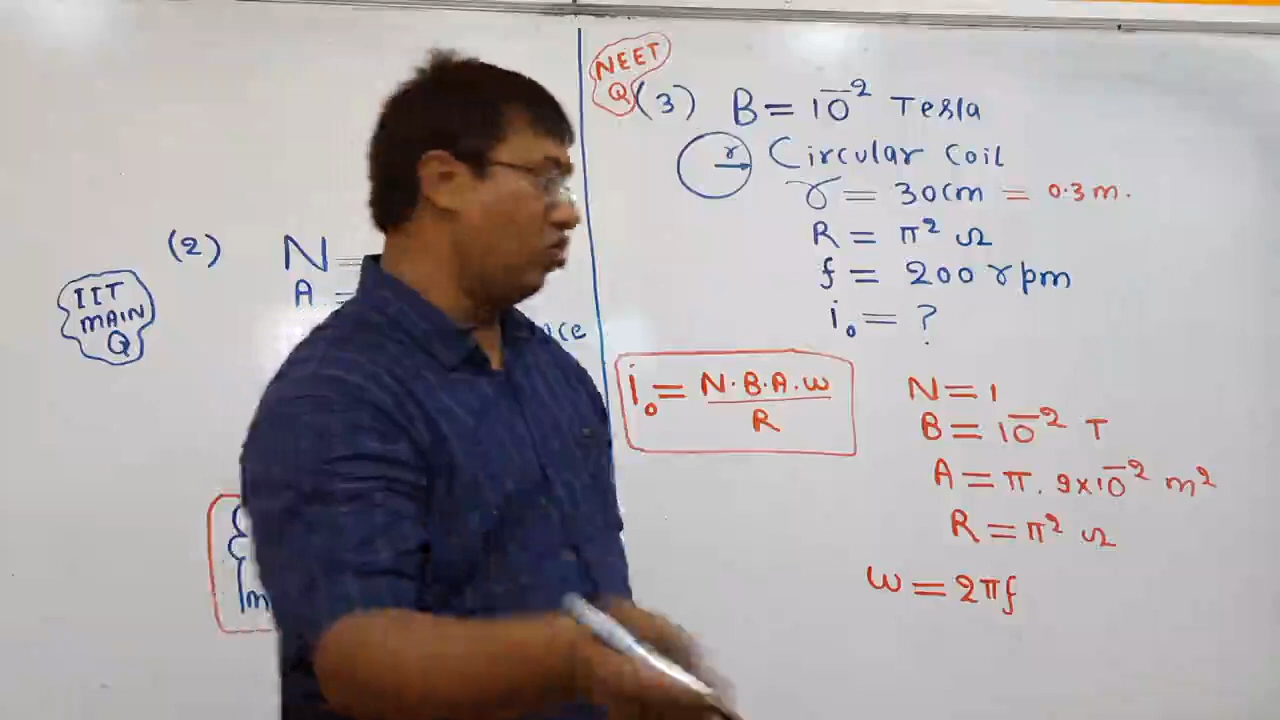 IIT
MAIN
Q
(2) N =
A =
NEET
Q
(3) B = 10⁻² Tesla
r
Circular coil
r = 30cm = 0.3 m.
R = π² Ω
f = 200 rpm
i₀ = ?
i₀ = N·B·A·ω / R
N = 1
B = 10⁻² T
A = π. 9×10⁻² m²
R = π² Ω
ω = 2πf